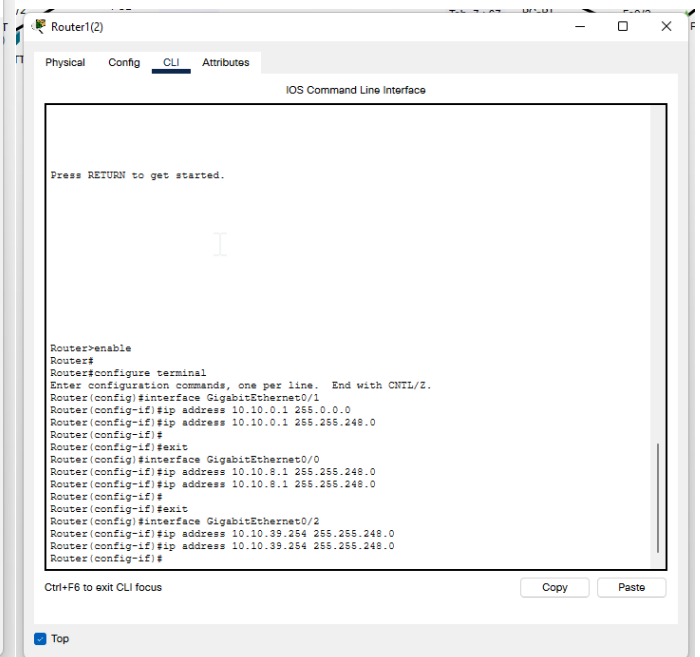 Router1(2)
Physical Config CLI Attributes
IOS Command Line Interface
Press RETURN to get started.
Router>enable
Router#
Router#configure terminal
Enter configuration commands, one per line.  End with CNTL/Z.
Router(config)#interface GigabitEthernet0/1
Router(config-if)#ip address 10.10.0.1 255.0.0.0
Router(config-if)#ip address 10.10.0.1 255.255.248.0
Router(config-if)#
Router(config-if)#exit
Router(config)#interface GigabitEthernet0/0
Router(config-if)#ip address 10.10.8.1 255.255.248.0
Router(config-if)#ip address 10.10.8.1 255.255.248.0
Router(config-if)#
Router(config-if)#exit
Router(config)#interface GigabitEthernet0/2
Router(config-if)#ip address 10.10.39.254 255.255.248.0
Router(config-if)#ip address 10.10.39.254 255.255.248.0
Router(config-if)#
Ctrl+F6 to exit CLI focus
Copy Paste
Top